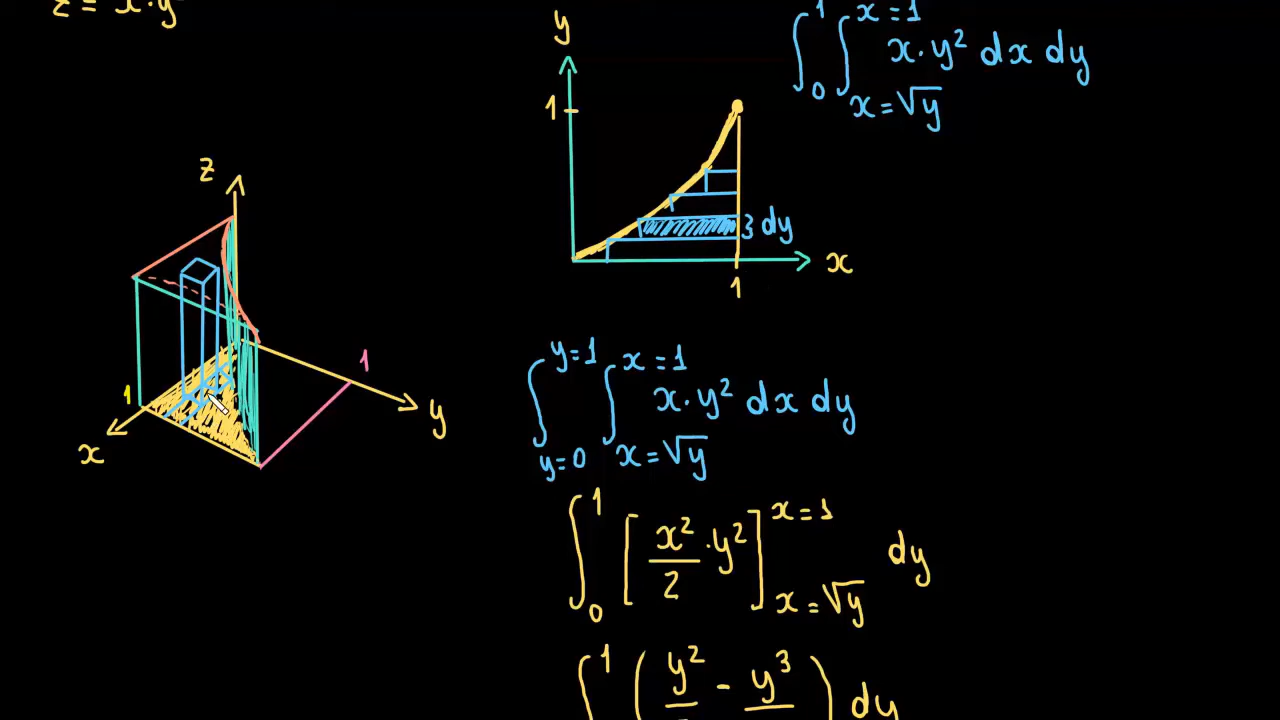 z = x·y²
y
1
x
1
3 dy
∫₀¹ ∫_{x=√y}^{x=1} x·y² dx dy
z
1
x
y
1
∫_{y=0}^{y=1} ∫_{x=√y}^{x=1} x·y² dx dy
∫₀¹ [x²/2 ·y²]_{x=√y}^{x=1} dy
∫ ¹ (y² - y³) dy